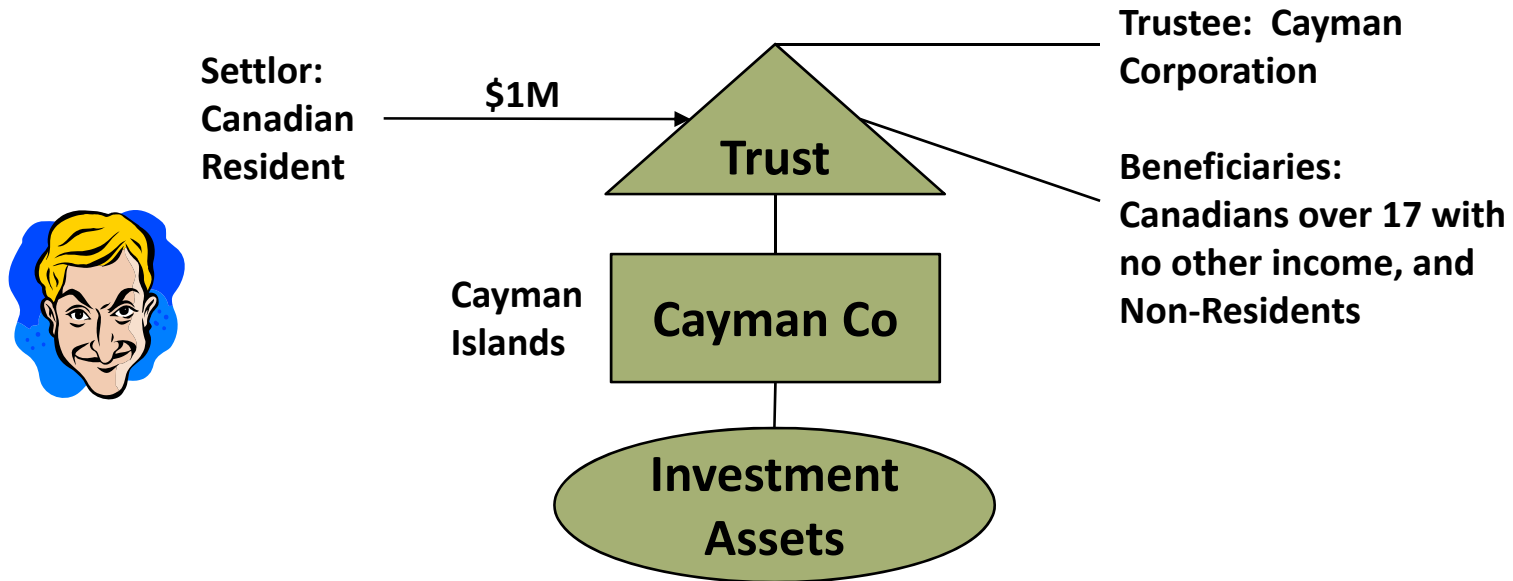 Settlor:
Canadian
Resident
$1M
Trust
Trustee:  Cayman
Corporation
Beneficiaries:
Canadians over 17 with
no other income, and
Non-Residents
Cayman
Islands
Cayman Co
Investment
Assets